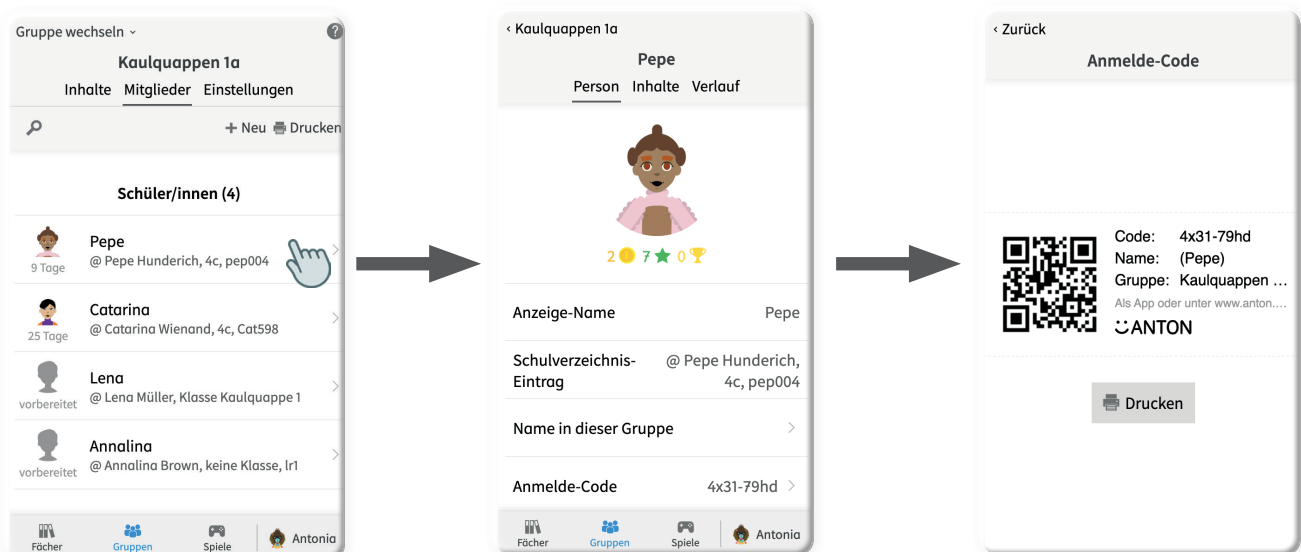 Gruppe wechseln
?
Kaulquappen 1a
Inhalte Mitglieder Einstellungen
+ Neu Drucken
Schüler/innen (4)
Pepe
@ Pepe Hunderich, 4c, pep004
9 Tage
Catarina
@ Catarina Wienand, 4c, Cat598
25 Tage
Lena
@ Lena Müller, Klasse Kaulquappe 1
vorbereitet
Annalina
@ Annalina Brown, keine Klasse, lr1
vorbereitet
Fächer Gruppen Spiele Antonia
‹ Kaulquappen 1a
Pepe
Person Inhalte Verlauf
2 7 0
Anzeige-Name Pepe
Schulverzeichnis- @ Pepe Hunderich,
Eintrag 4c, pep004
Name in dieser Gruppe
Anmelde-Code 4x31-79hd
Fächer Gruppen Spiele Antonia
‹ Zurück
Anmelde-Code
Code: 4x31-79hd
Name: (Pepe)
Gruppe: Kaulquappen ...
Als App oder unter www.anton....
ANTON
Drucken